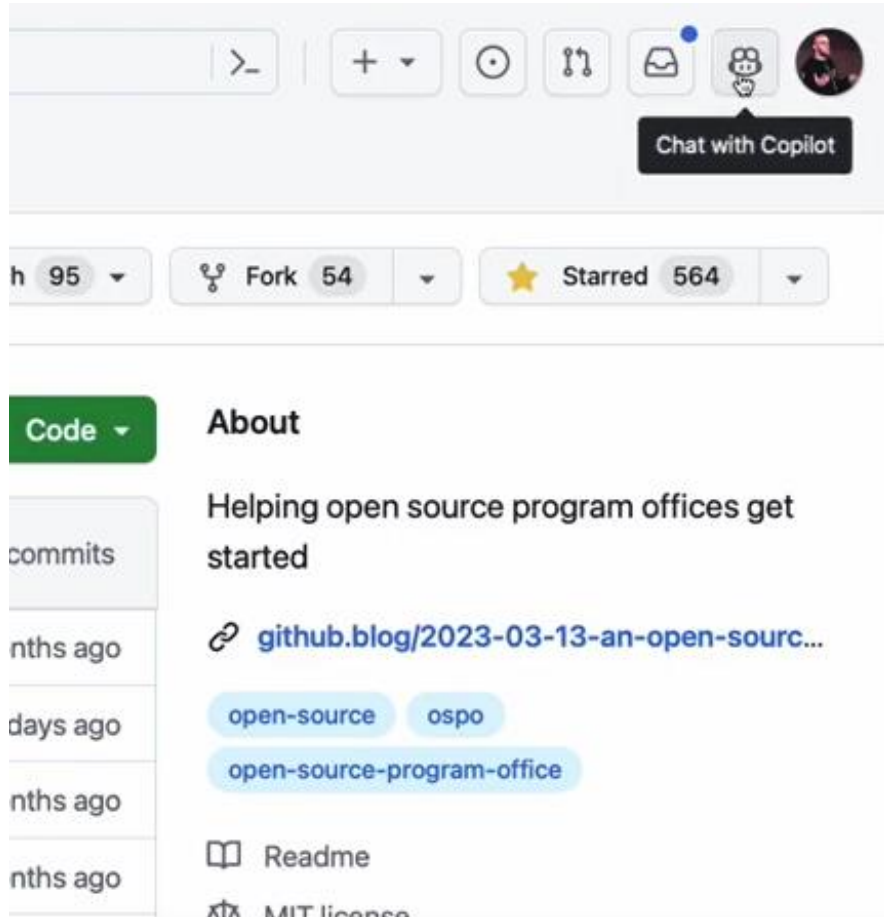 Chat with Copilot
h 95 Fork 54 Starred 564
Code
About
Helping open source program offices get
started
commits
github.blog/2023-03-13-an-open-sourc...
nths ago
days ago
open-source ospo
open-source-program-office
nths ago
Readme
nths ago
MIT license